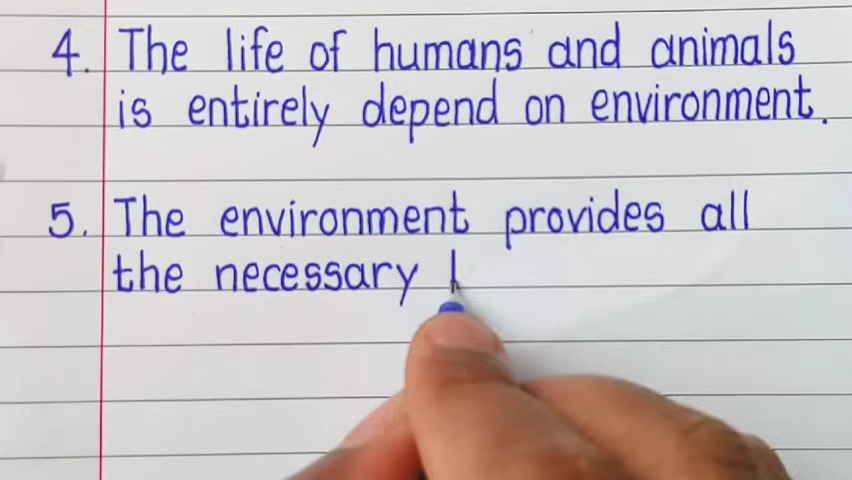 4. The life of humans and animals
is entirely depend on environment.
5. The environment provides all
the necessary